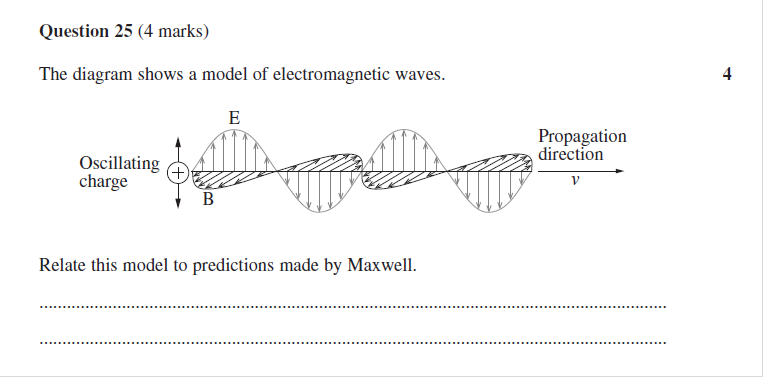 Question 25 (4 marks)
The diagram shows a model of electromagnetic waves.
4
E
Oscillating
charge
+
B
Propagation
direction
v
Relate this model to predictions made by Maxwell.